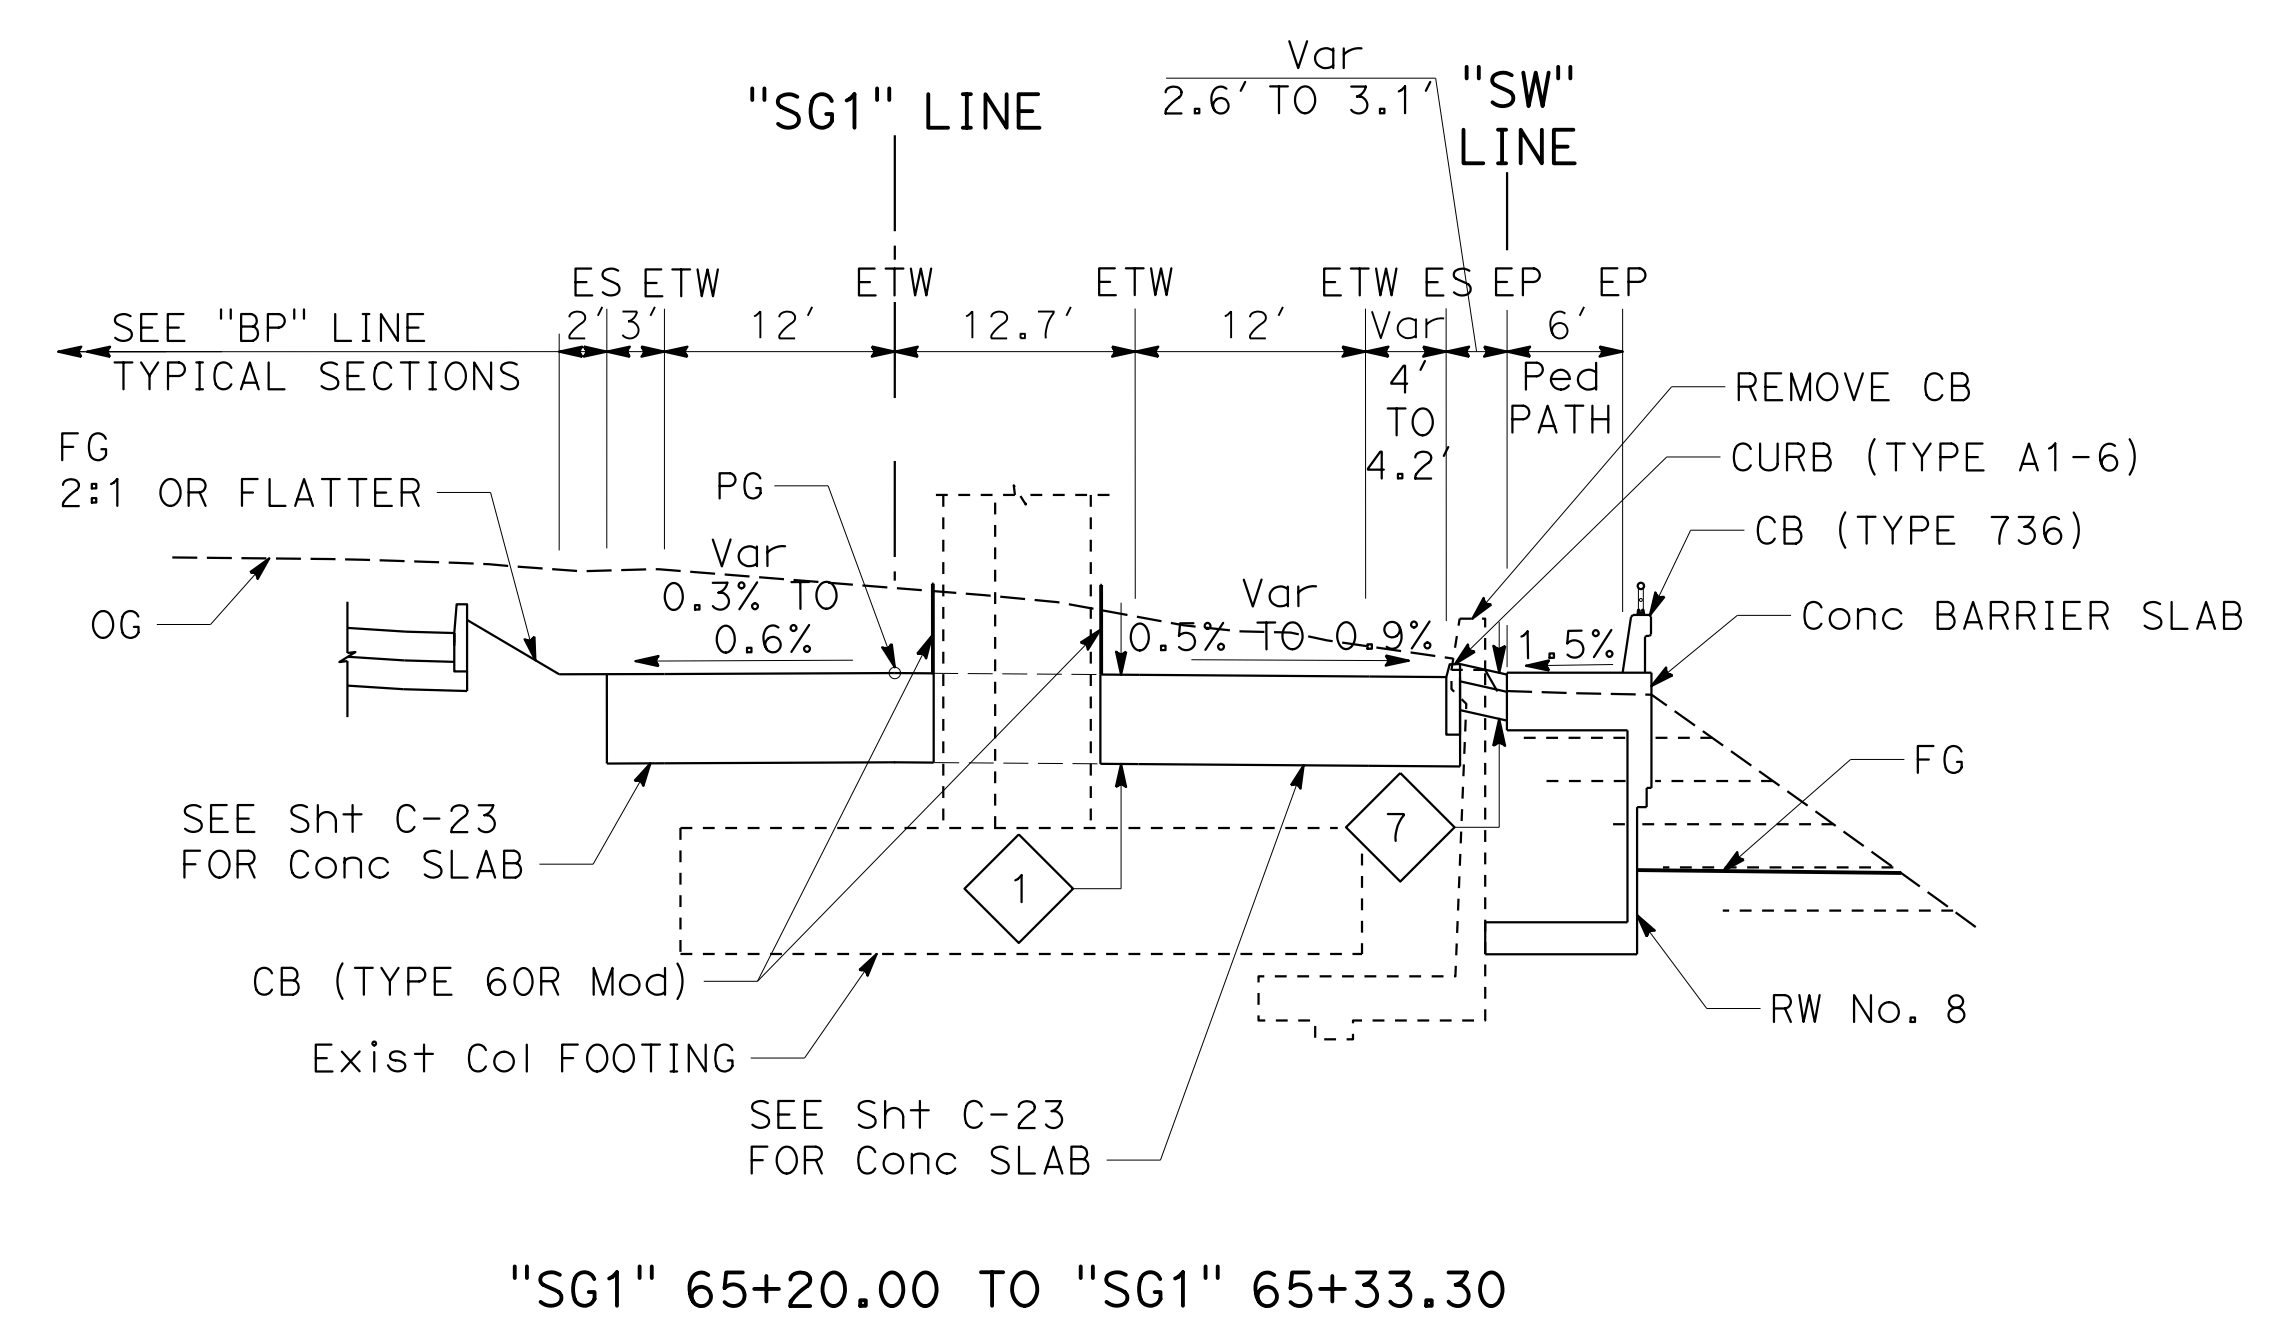 Var
2.6' TO 3.1'
"SG1" LINE
"SW"
LINE
ES ETW ETW ETW ETW ES EP EP
SEE "BP" LINE
TYPICAL SECTIONS
2' 3' 12' 12.7' 12' Var 6'
4'
TO
4.2'
Ped
PATH
REMOVE CB
CURB (TYPE A1-6)
CB (TYPE 736)
Conc BARRIER SLAB
FG
2:1 OR FLATTER
PG
OG
Var
0.3% TO
0.6%
Var
0.5% TO 0.9%
1.5%
FG
SEE Sht C-23
FOR Conc SLAB
7
1
CB (TYPE 60R Mod)
RW No. 8
Exist Col FOOTING
SEE Sht C-23
FOR Conc SLAB
"SG1" 65+20.00 TO "SG1" 65+33.30